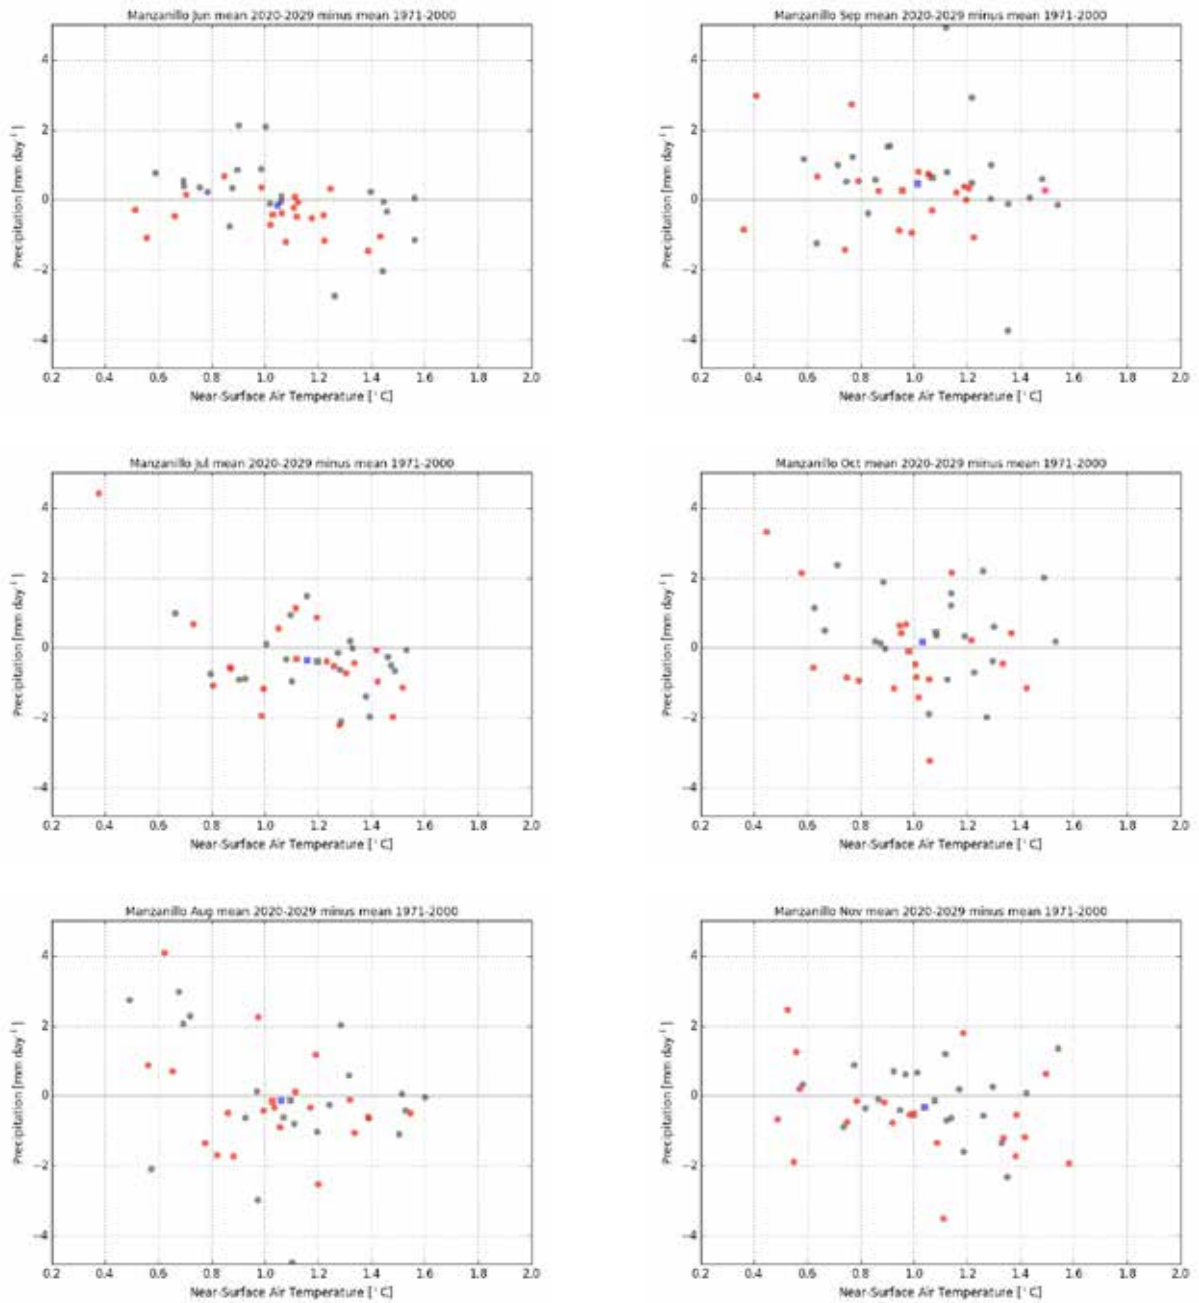 Manzanillo Jun mean 2020-2029 minus mean 1971-2000
4
2
0
−2
−4
Precipitation [mm day⁻¹]
0.2 0.4 0.6 0.8 1.0 1.2 1.4 1.6 1.8 2.0
Near-Surface Air Temperature [°C]
Manzanillo Sep mean 2020-2029 minus mean 1971-2000
4
2
0
−2
−4
Precipitation [mm day⁻¹]
0.2 0.4 0.6 0.8 1.0 1.2 1.4 1.6 1.8 2.0
Near-Surface Air Temperature [°C]
Manzanillo Jul mean 2020-2029 minus mean 1971-2000
4
2
0
−2
−4
Precipitation [mm day⁻¹]
0.2 0.4 0.6 0.8 1.0 1.2 1.4 1.6 1.8 2.0
Near-Surface Air Temperature [°C]
Manzanillo Oct mean 2020-2029 minus mean 1971-2000
4
2
0
−2
−4
Precipitation [mm day⁻¹]
0.2 0.4 0.6 0.8 1.0 1.2 1.4 1.6 1.8 2.0
Near-Surface Air Temperature [°C]
Manzanillo Aug mean 2020-2029 minus mean 1971-2000
4
2
0
−2
−4
Precipitation [mm day⁻¹]
0.2 0.4 0.6 0.8 1.0 1.2 1.4 1.6 1.8 2.0
Near-Surface Air Temperature [°C]
Manzanillo Nov mean 2020-2029 minus mean 1971-2000
4
2
0
−2
−4
Precipitation [mm day⁻¹]
0.2 0.4 0.6 0.8 1.0 1.2 1.4 1.6 1.8 2.0
Near-Surface Air Temperature [°C]